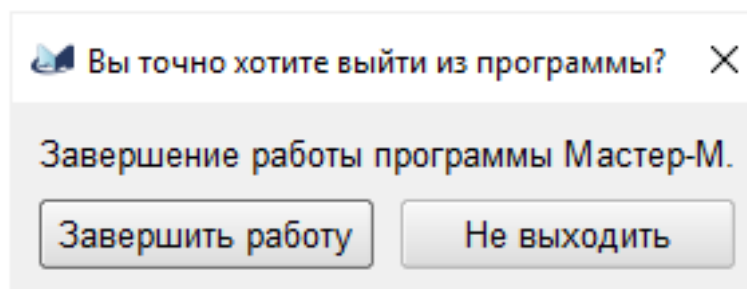 Вы точно хотите выйти из программы?
Завершение работы программы Мастер-М.
Завершить работу
Не выходить